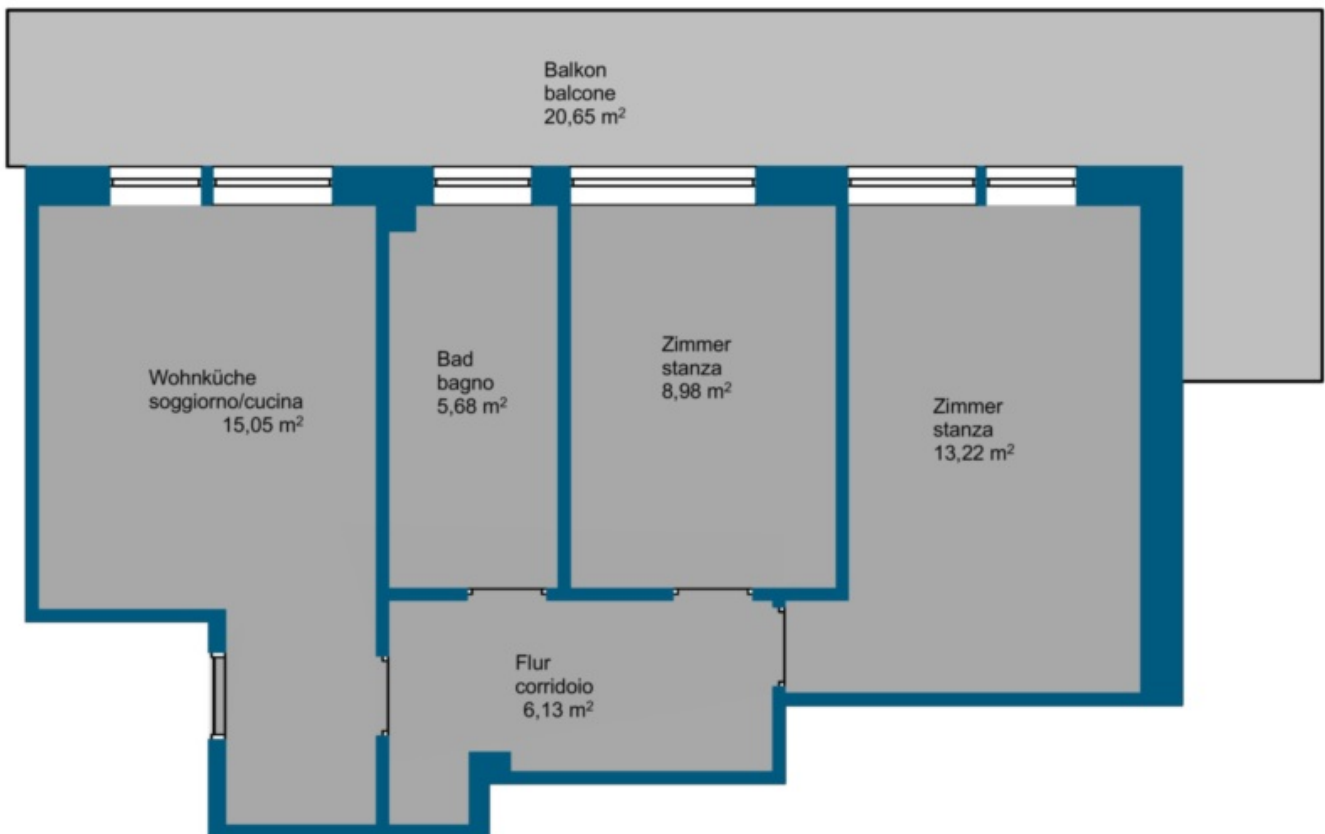 Balkon
balcone
20,65 m²
Wohnküche
soggiorno/cucina
15,05 m²
Bad
bagno
5,68 m²
Zimmer
stanza
8,98 m²
Zimmer
stanza
13,22 m²
Flur
corridoio
6,13 m²